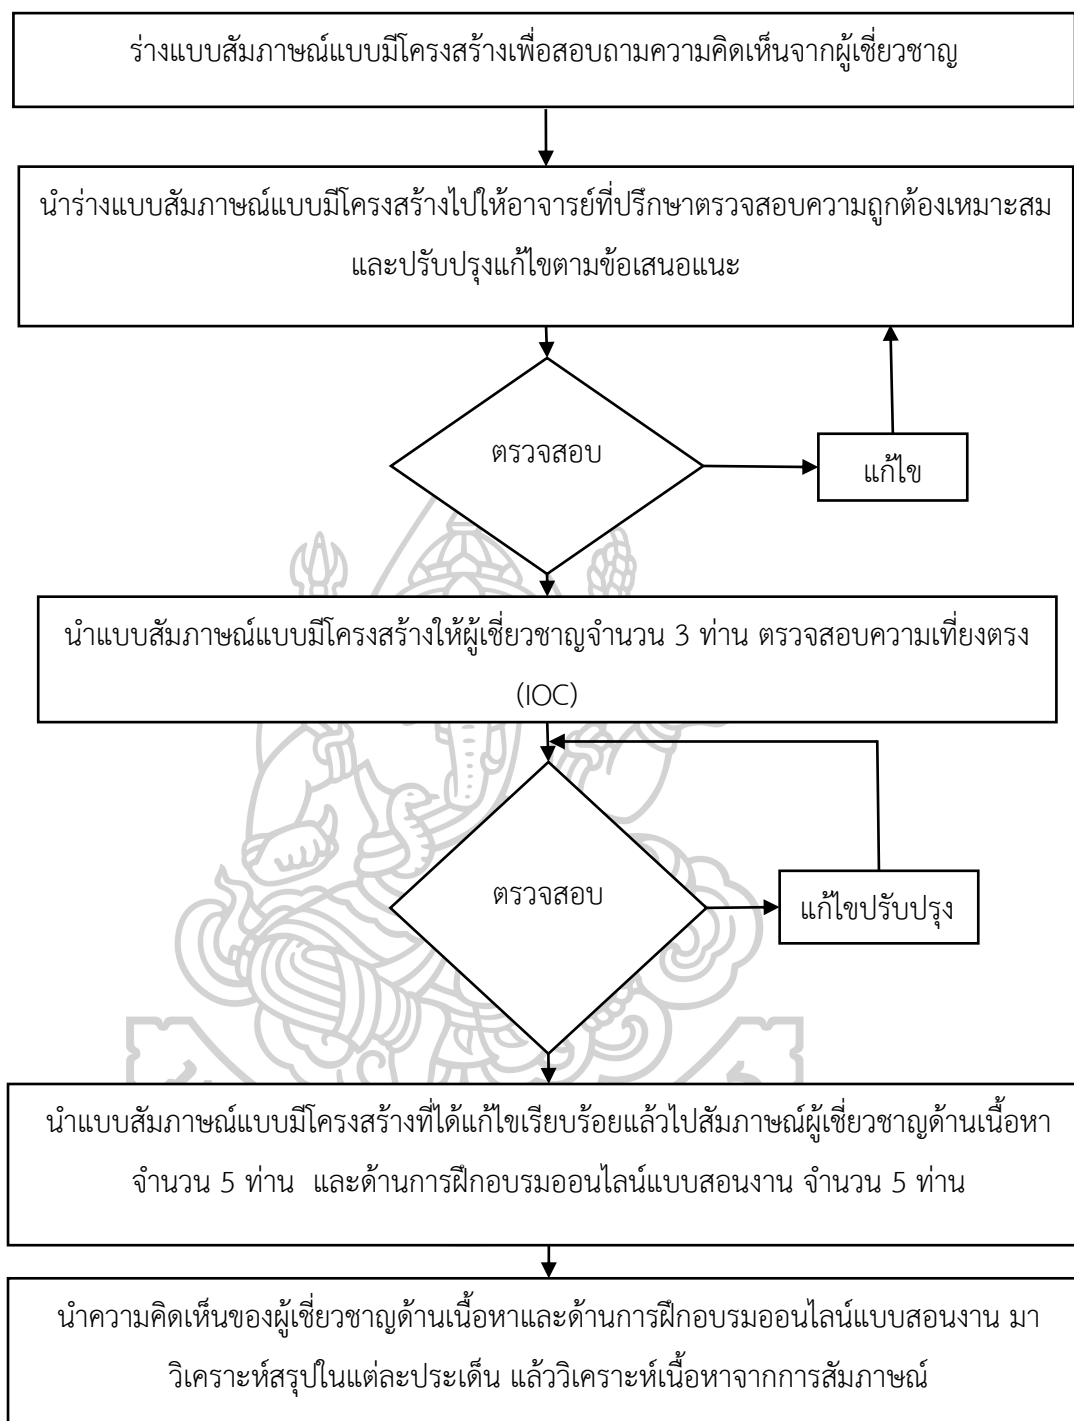 ร่างแบบสัมภาษณ์แบบมีโครงสร้างเพื่อสอบถามความคิดเห็นจากผู้เชี่ยวชาญ
นำร่างแบบสัมภาษณ์แบบมีโครงสร้างไปให้อาจารย์ที่ปรึกษาตรวจสอบความถูกต้องเหมาะสม
และปรับปรุงแก้ไขตามข้อเสนอแนะ
ตรวจสอบ
แก้ไข
นำแบบสัมภาษณ์แบบมีโครงสร้างให้ผู้เชี่ยวชาญจำนวน 3 ท่าน ตรวจสอบความเที่ยงตรง
(IOC)
ตรวจสอบ
แก้ไขปรับปรุง
นำแบบสัมภาษณ์แบบมีโครงสร้างที่ได้แก้ไขเรียบร้อยแล้วไปสัมภาษณ์ผู้เชี่ยวชาญด้านเนื้อหา
จำนวน 5 ท่าน และด้านการฝึกอบรมออนไลน์แบบสอนงาน จำนวน 5 ท่าน
นำความคิดเห็นของผู้เชี่ยวชาญด้านเนื้อหาและด้านการฝึกอบรมออนไลน์แบบสอนงาน มา
วิเคราะห์สรุปในแต่ละประเด็น แล้ววิเคราะห์เนื้อหาจากการสัมภาษณ์